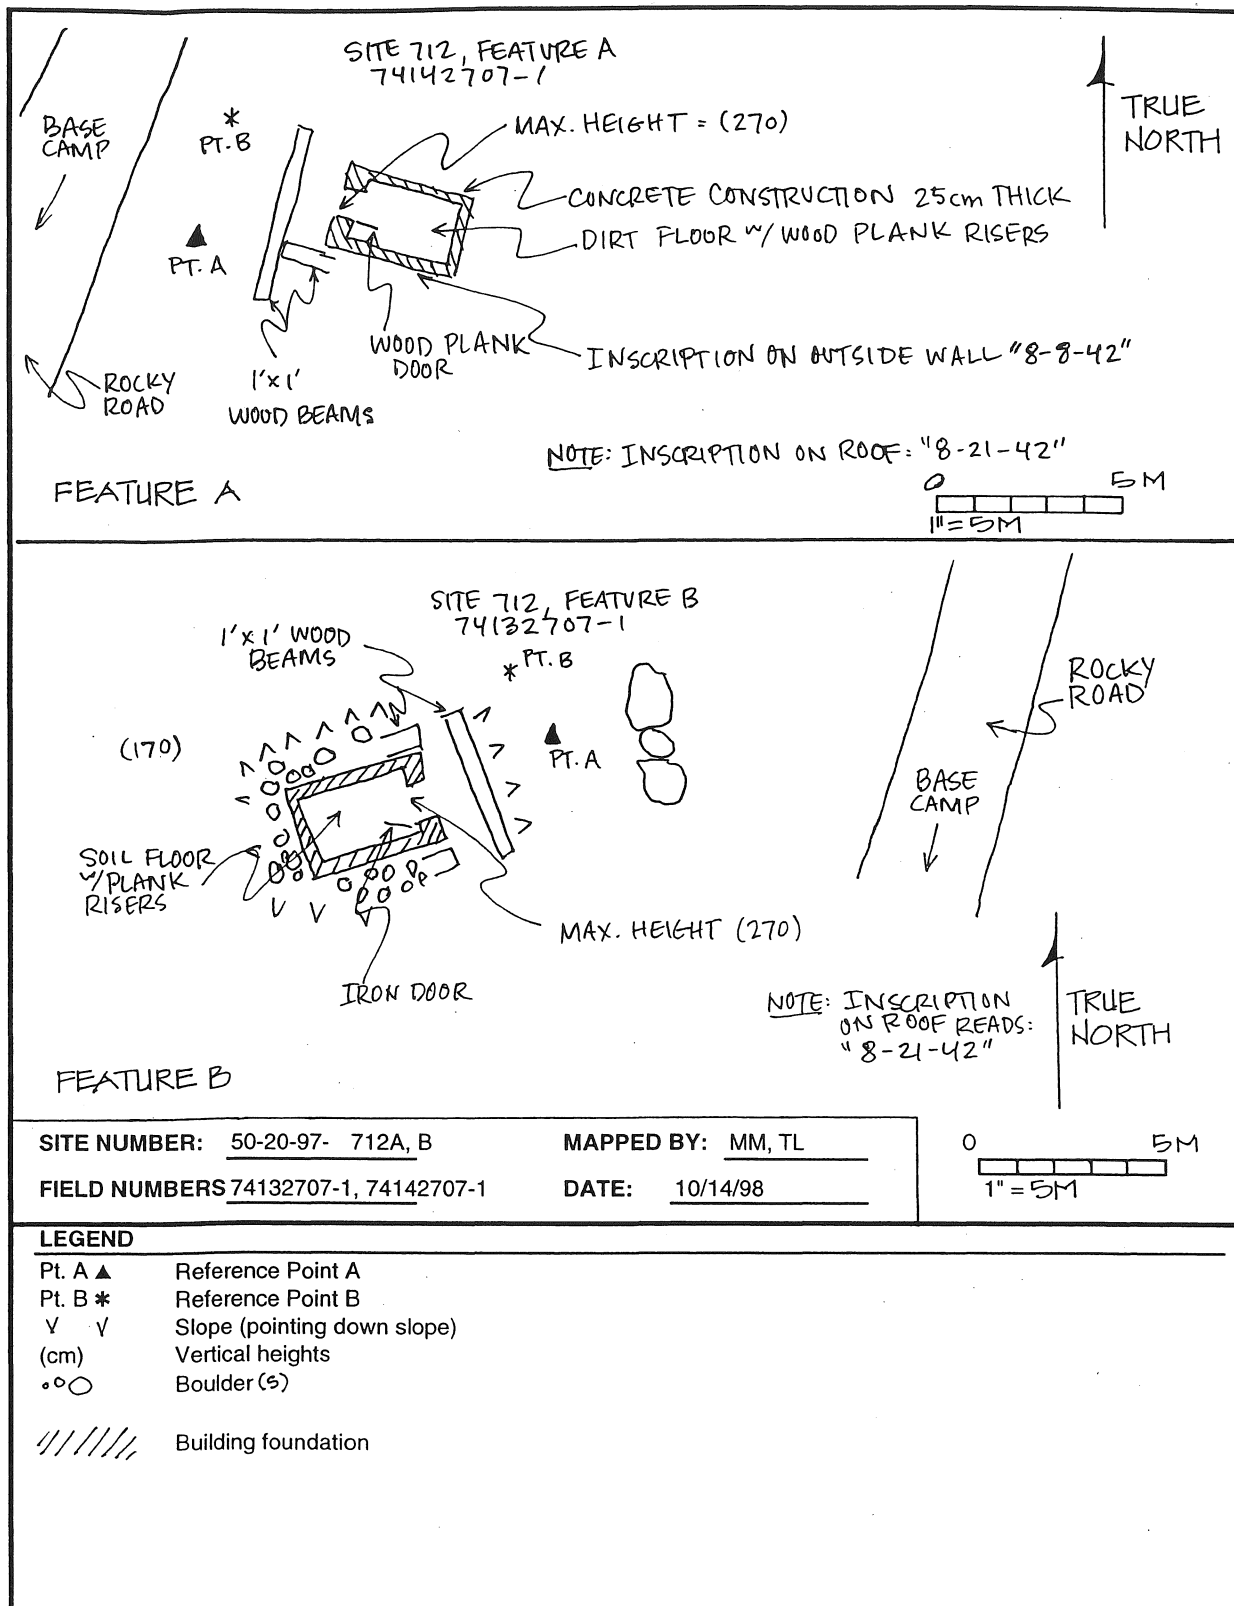 SITE 712, FEATURE A
74142707-1
BASE
CAMP
*
PT. B
MAX. HEIGHT = (270)
TRUE
NORTH
CONCRETE CONSTRUCTION 25cm THICK
DIRT FLOOR w/ WOOD PLANK RISERS
PT. A
WOOD PLANK
DOOR
INSCRIPTION ON OUTSIDE WALL "8-8-42"
ROCKY
ROAD
1'x1'
WOOD BEAMS
NOTE: INSCRIPTION ON ROOF: "8-21-42"
FEATURE A
0 5M
1" = 5M
SITE 712, FEATURE B
74132707-1
1'x1' WOOD
BEAMS
* PT. B
ROCKY
ROAD
(170)
PT. A
BASE
CAMP
SOIL FLOOR
w/PLANK
RISERS
MAX. HEIGHT (270)
IRON DOOR
NOTE: INSCRIPTION
ON ROOF READS:
"8-21-42"
TRUE
NORTH
FEATURE B
SITE NUMBER: 50-20-97- 712A, B
MAPPED BY: MM, TL
FIELD NUMBERS 74132707-1, 74142707-1
DATE: 10/14/98
0 5M
1" = 5M
LEGEND
Pt. A ▲ Reference Point A
Pt. B * Reference Point B
V V Slope (pointing down slope)
(cm) Vertical heights
Boulder (s)
Building foundation